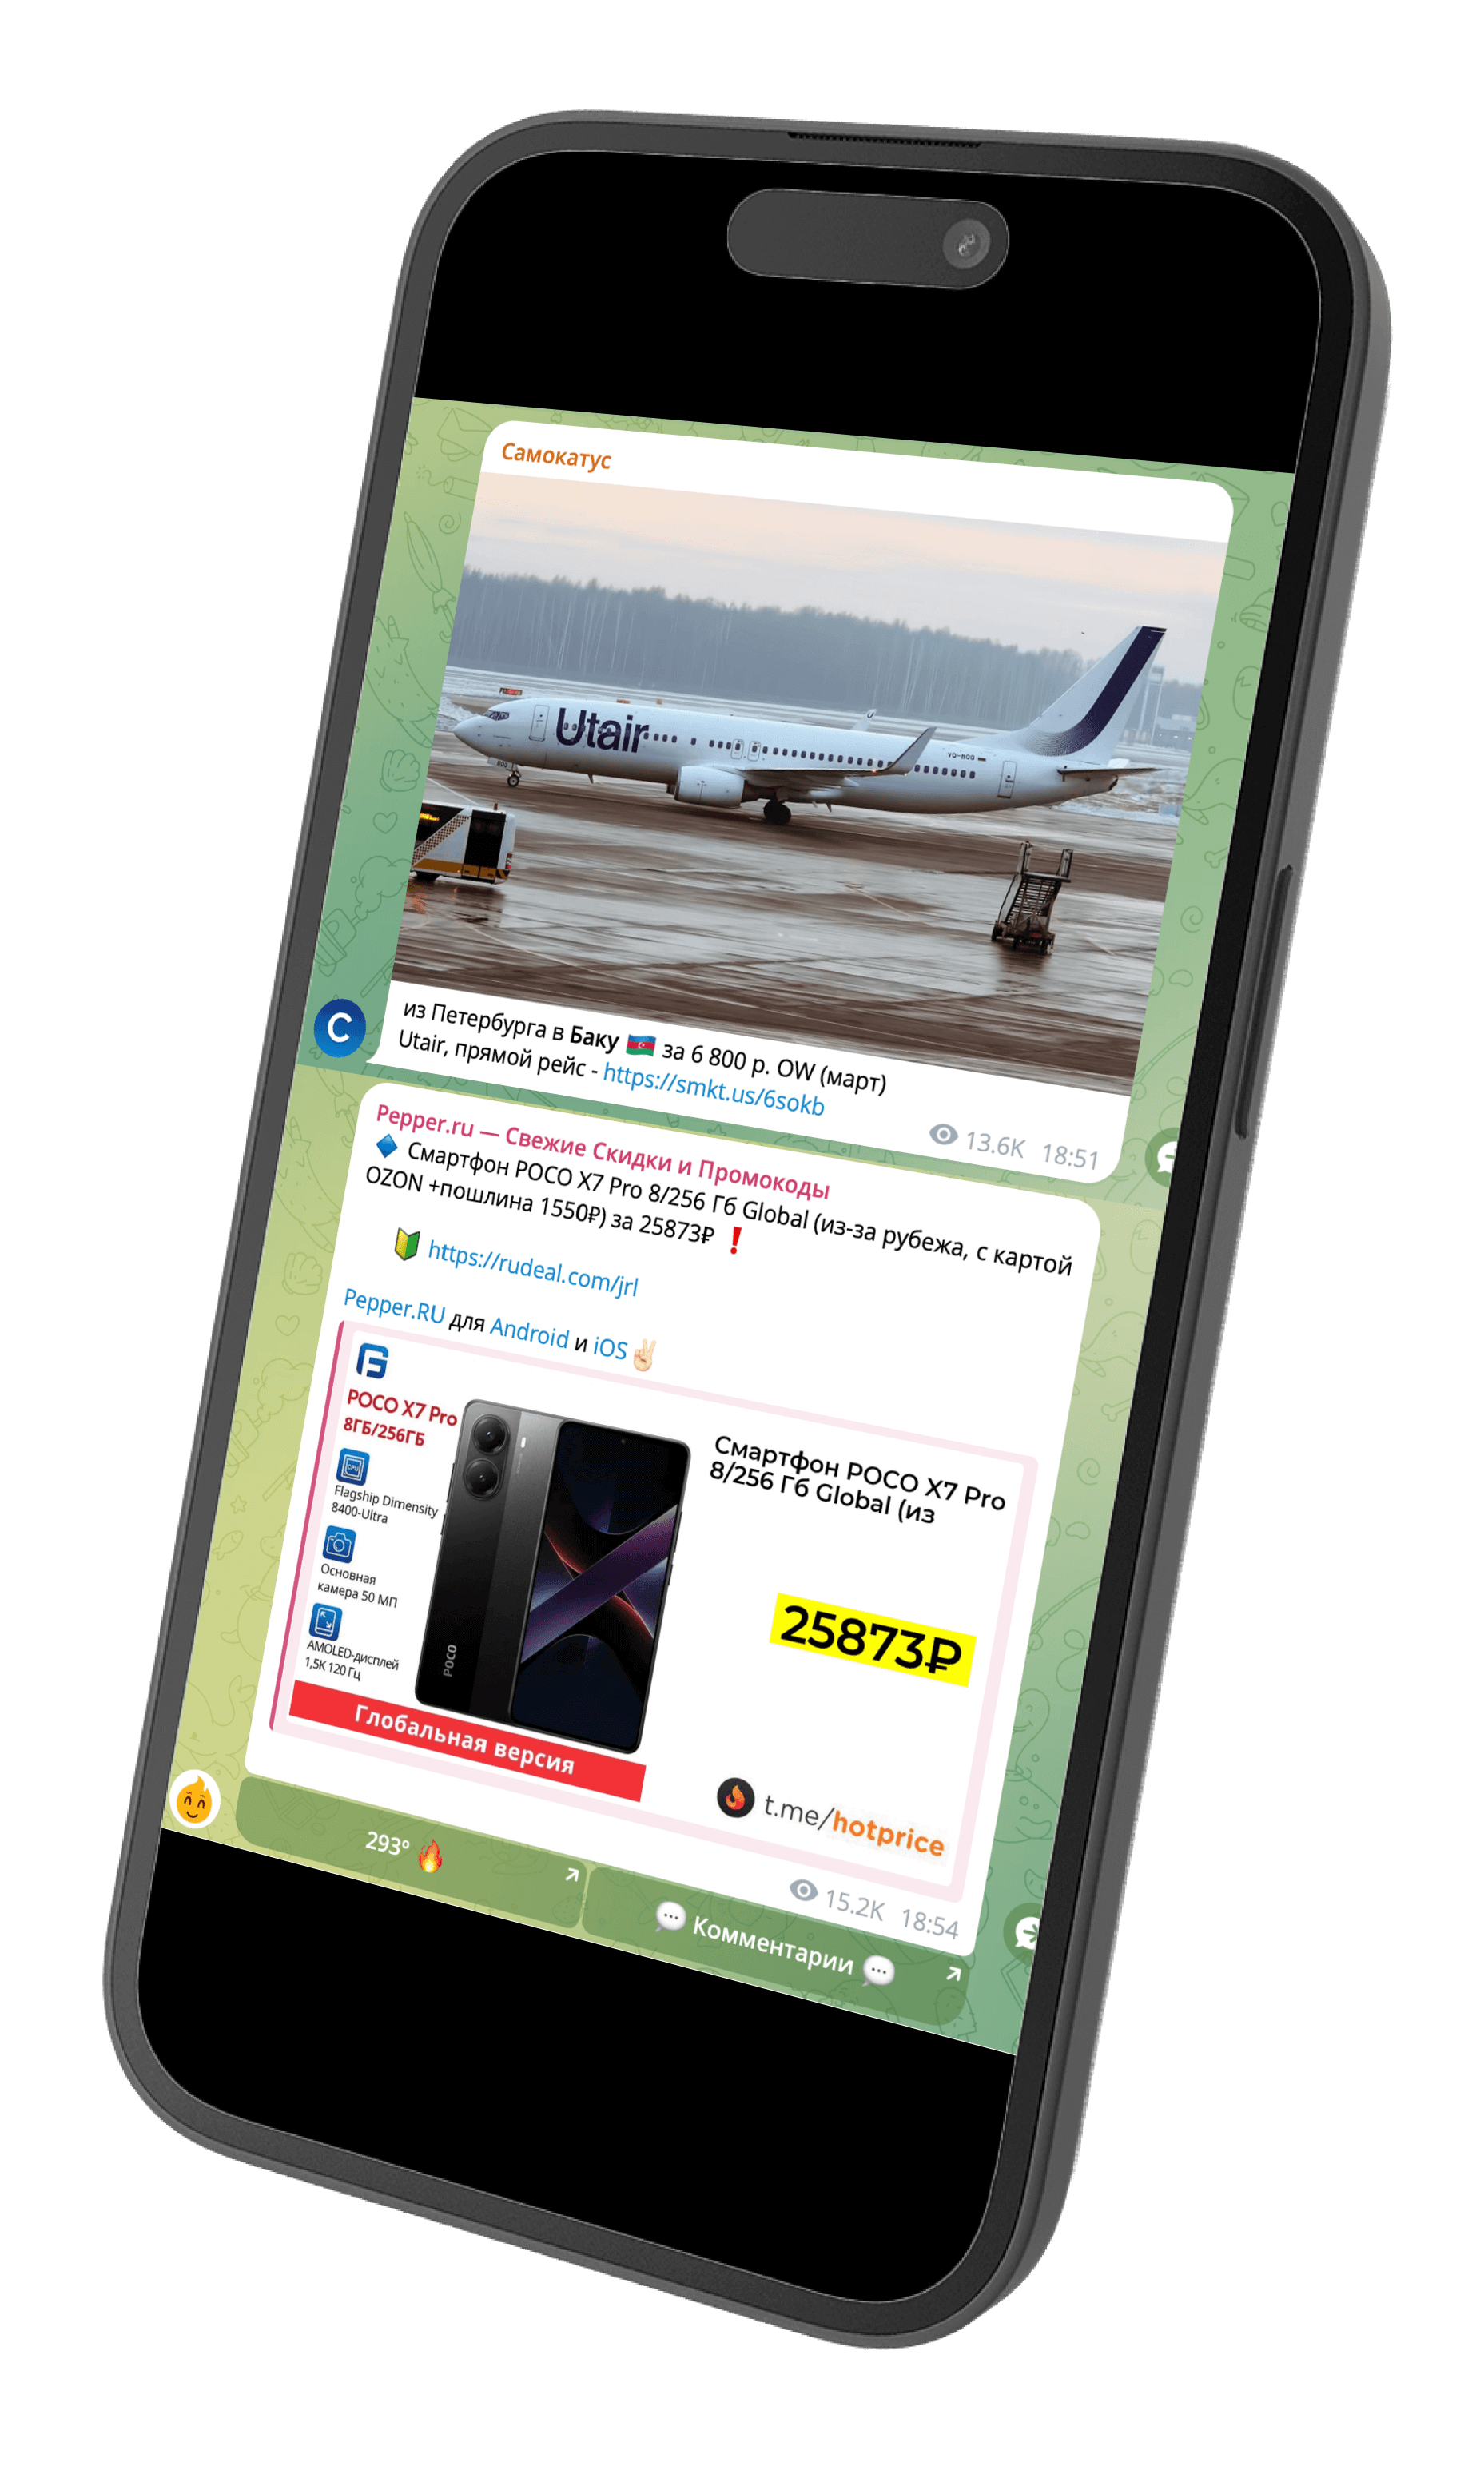 Самокатус
Utair
VQ-BQQ
из Петербурга в Баку 🇦🇿 за 6 800 р. OW (март)
Utair, прямой рейс - https://smkt.us/6sokb
13.6K 18:51
C
Pepper.ru — Свежие Скидки и Промокоды
🔷 Смартфон POCO X7 Pro 8/256 Гб Global (из-за рубежа, с картой
OZON +пошлина 1550₽) за 25873₽ ❗
🔰 https://rudeal.com/jrl
Pepper.RU для Android и iOS ✌🏻
POCO X7 Pro
8ГБ/256ГБ
CPU
Flagship Dimensity
8400-Ultra
Основная
камера 50 МП
AMOLED-дисплей
1,5K 120 Гц
POCO
Глобальная версия
Смартфон POCO X7 Pro
8/256 Гб Global (из
25873₽
t.me/hotprice
15.2K 18:54
293° 🔥
💬 Комментарии 💬